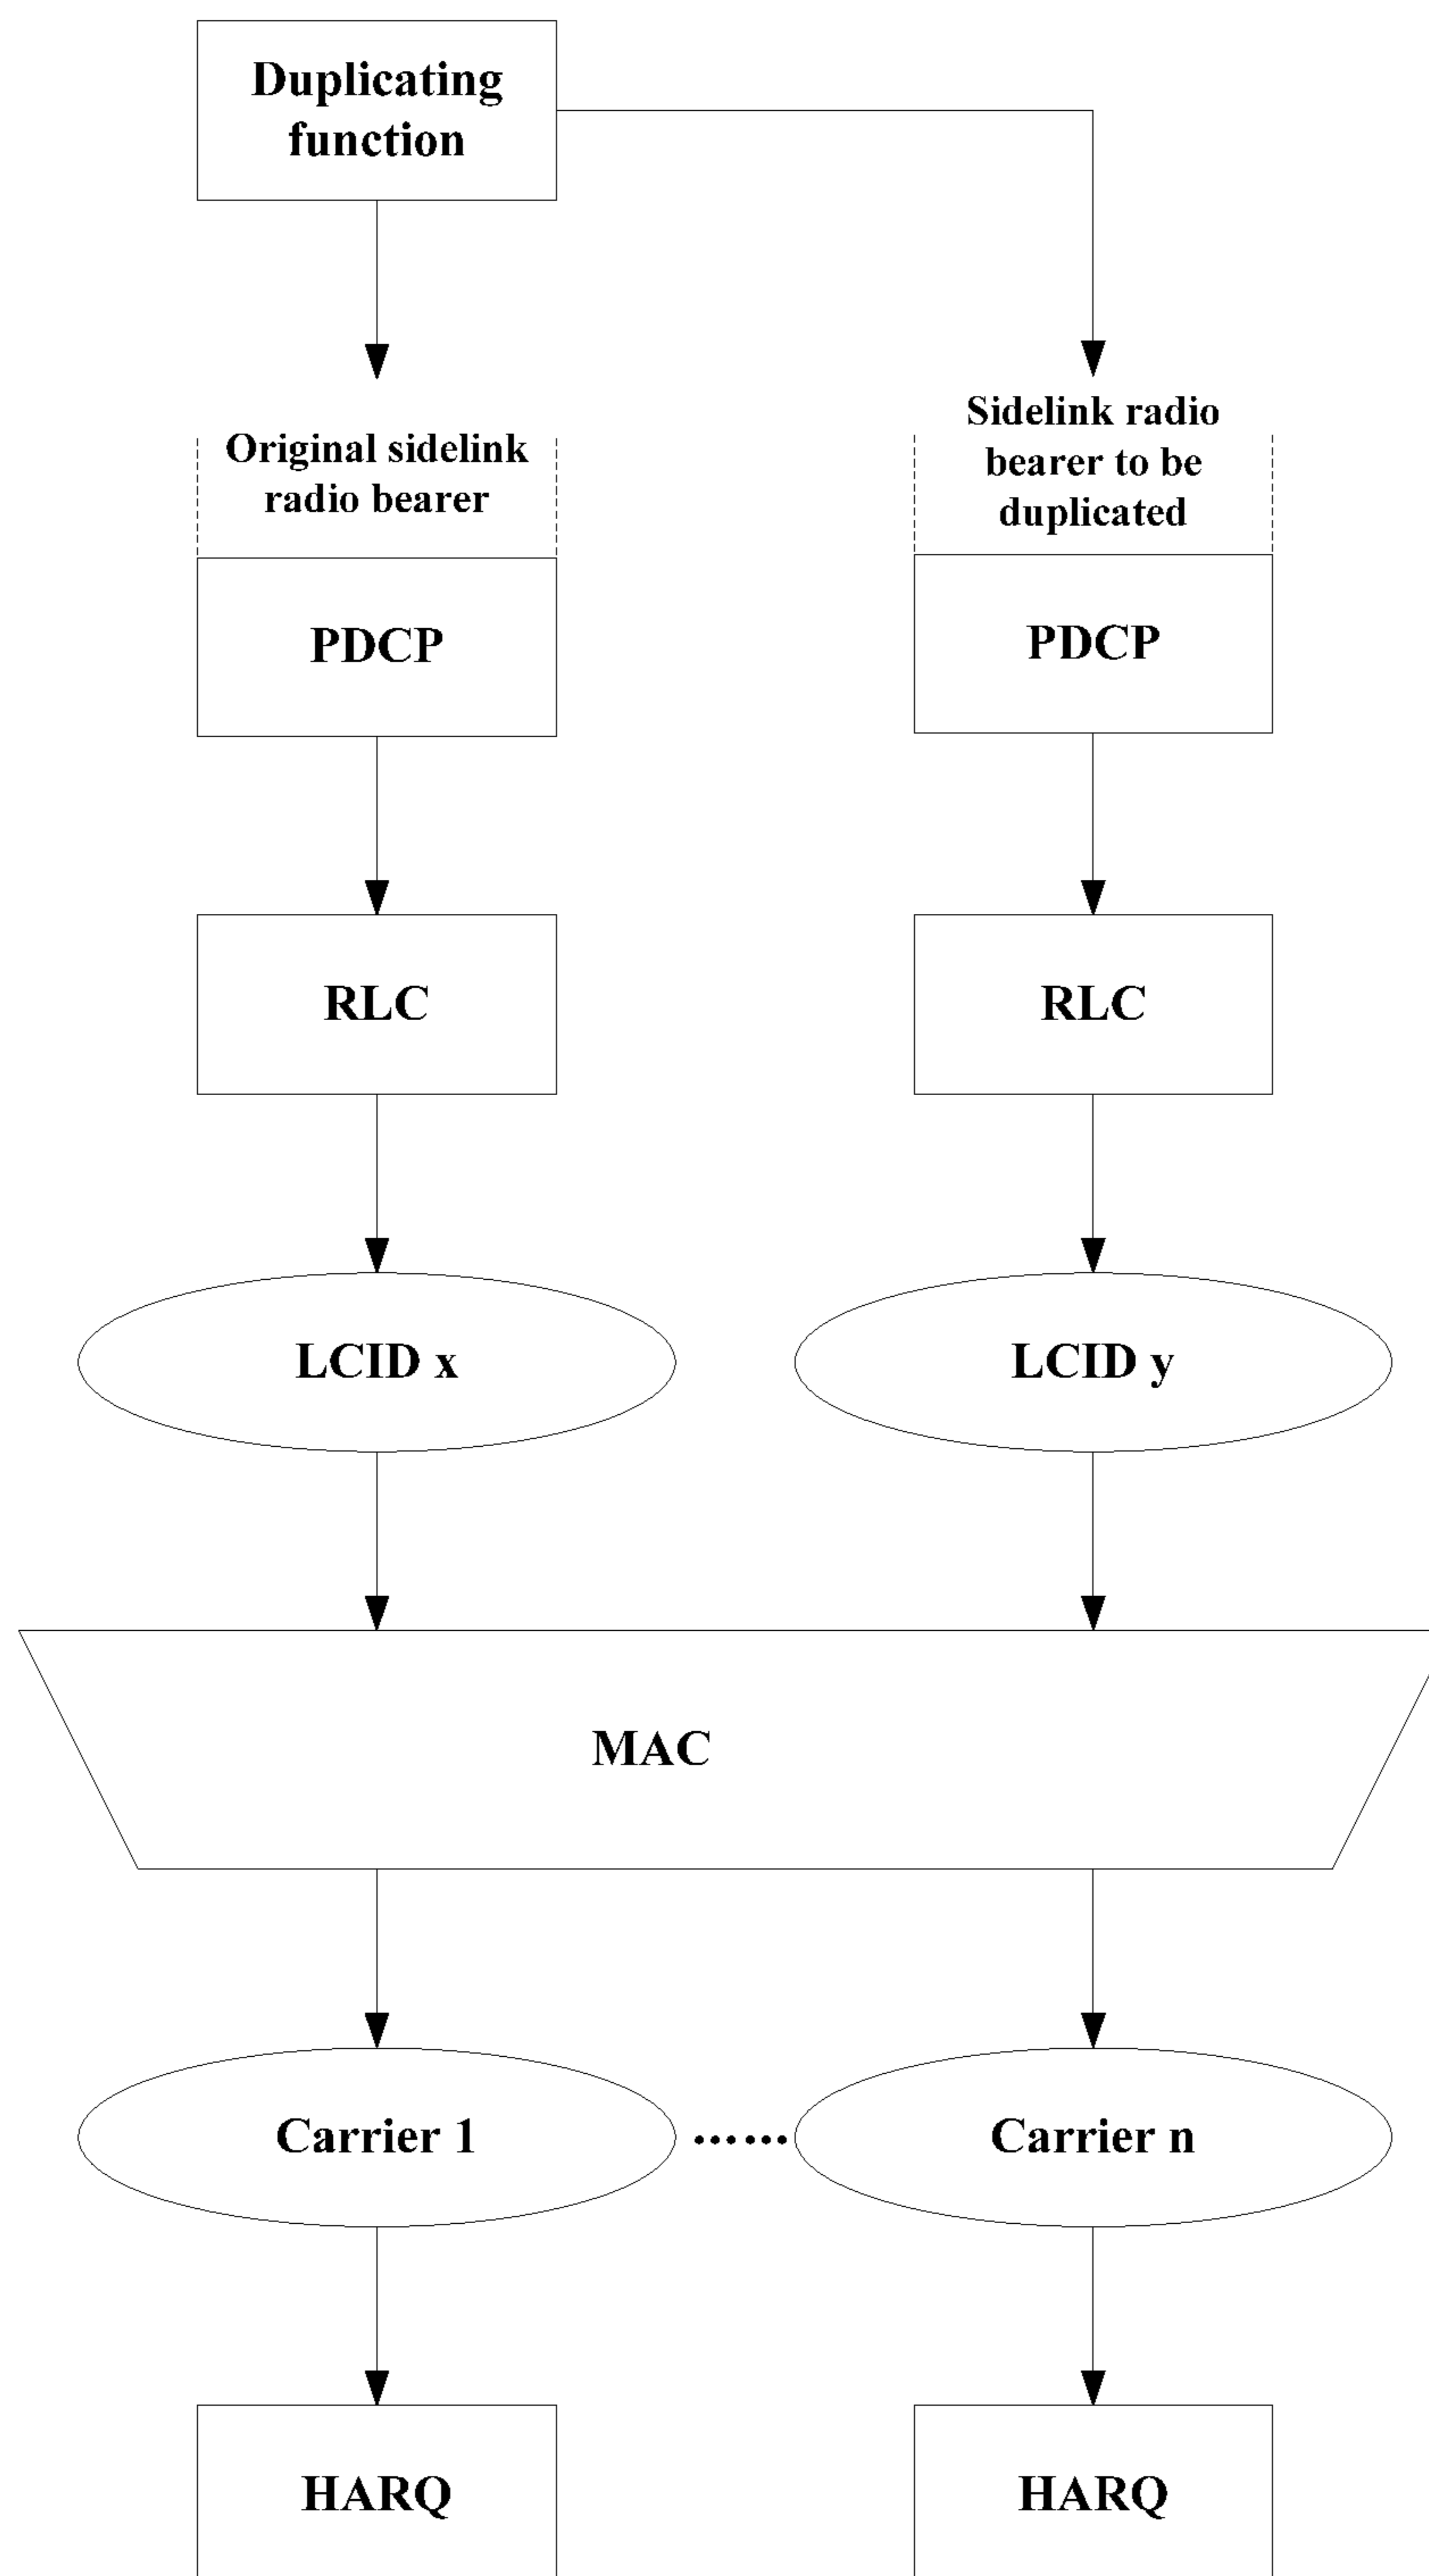 Duplicating
function
Original sidelink
radio bearer
Sidelink radio
bearer to be
duplicated
PDCP
PDCP
RLC
RLC
LCID x
LCID y
MAC
Carrier 1
......
Carrier n
HARQ
HARQ